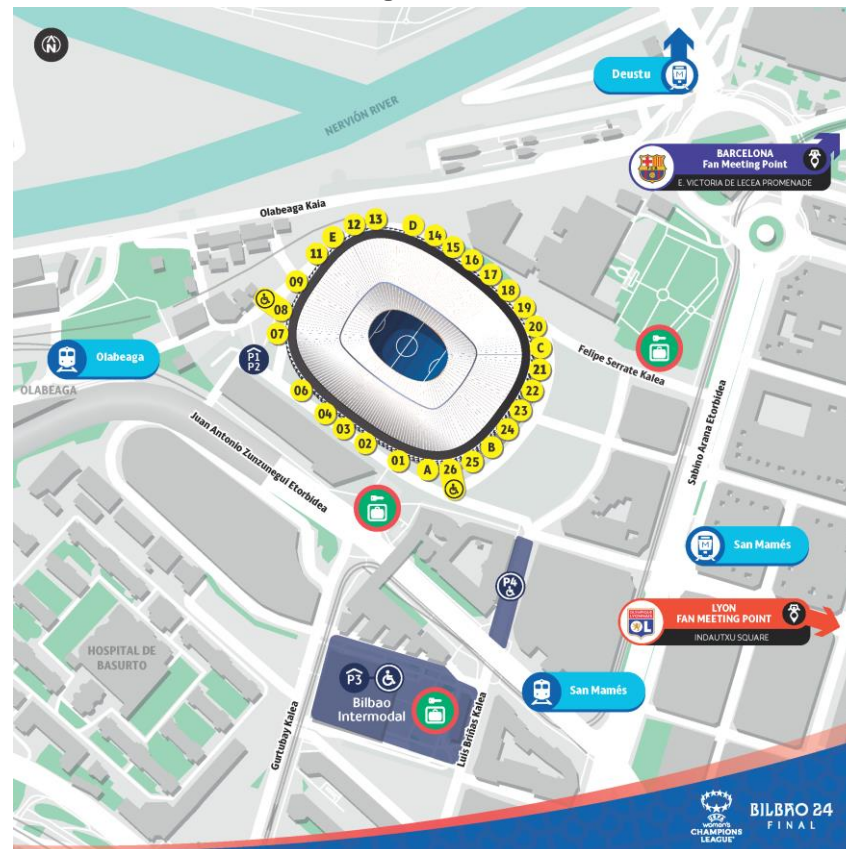 N
Deustu
M
NERVIÓN RIVER
BARCELONA
Fan Meeting Point
E. VICTORIA DE LECEA PROMENADE
Olabeaga Kaia
13
12
E
11
09
08
07
D
14
15
16
17
18
19
20
C
21
22
23
24
B
25
26
A
01
02
03
04
06
P1
P2
Olabeaga
OLABEAGA
Felipe Serrate Kalea
Sabino Arana Etorbidea
Juan Antonio Zunzunegui Etorbidea
M
San Mamés
P4
LYON
FAN MEETING POINT
OL
INDAUTXU SQUARE
HOSPITAL DE
BASURTO
P3
Bilbao
Intermodal
San Mamés
Gurtubay Kalea
Luis Briñas Kalea
UEFA
WOMEN'S
CHAMPIONS
LEAGUE
BILBAO 24
FINAL